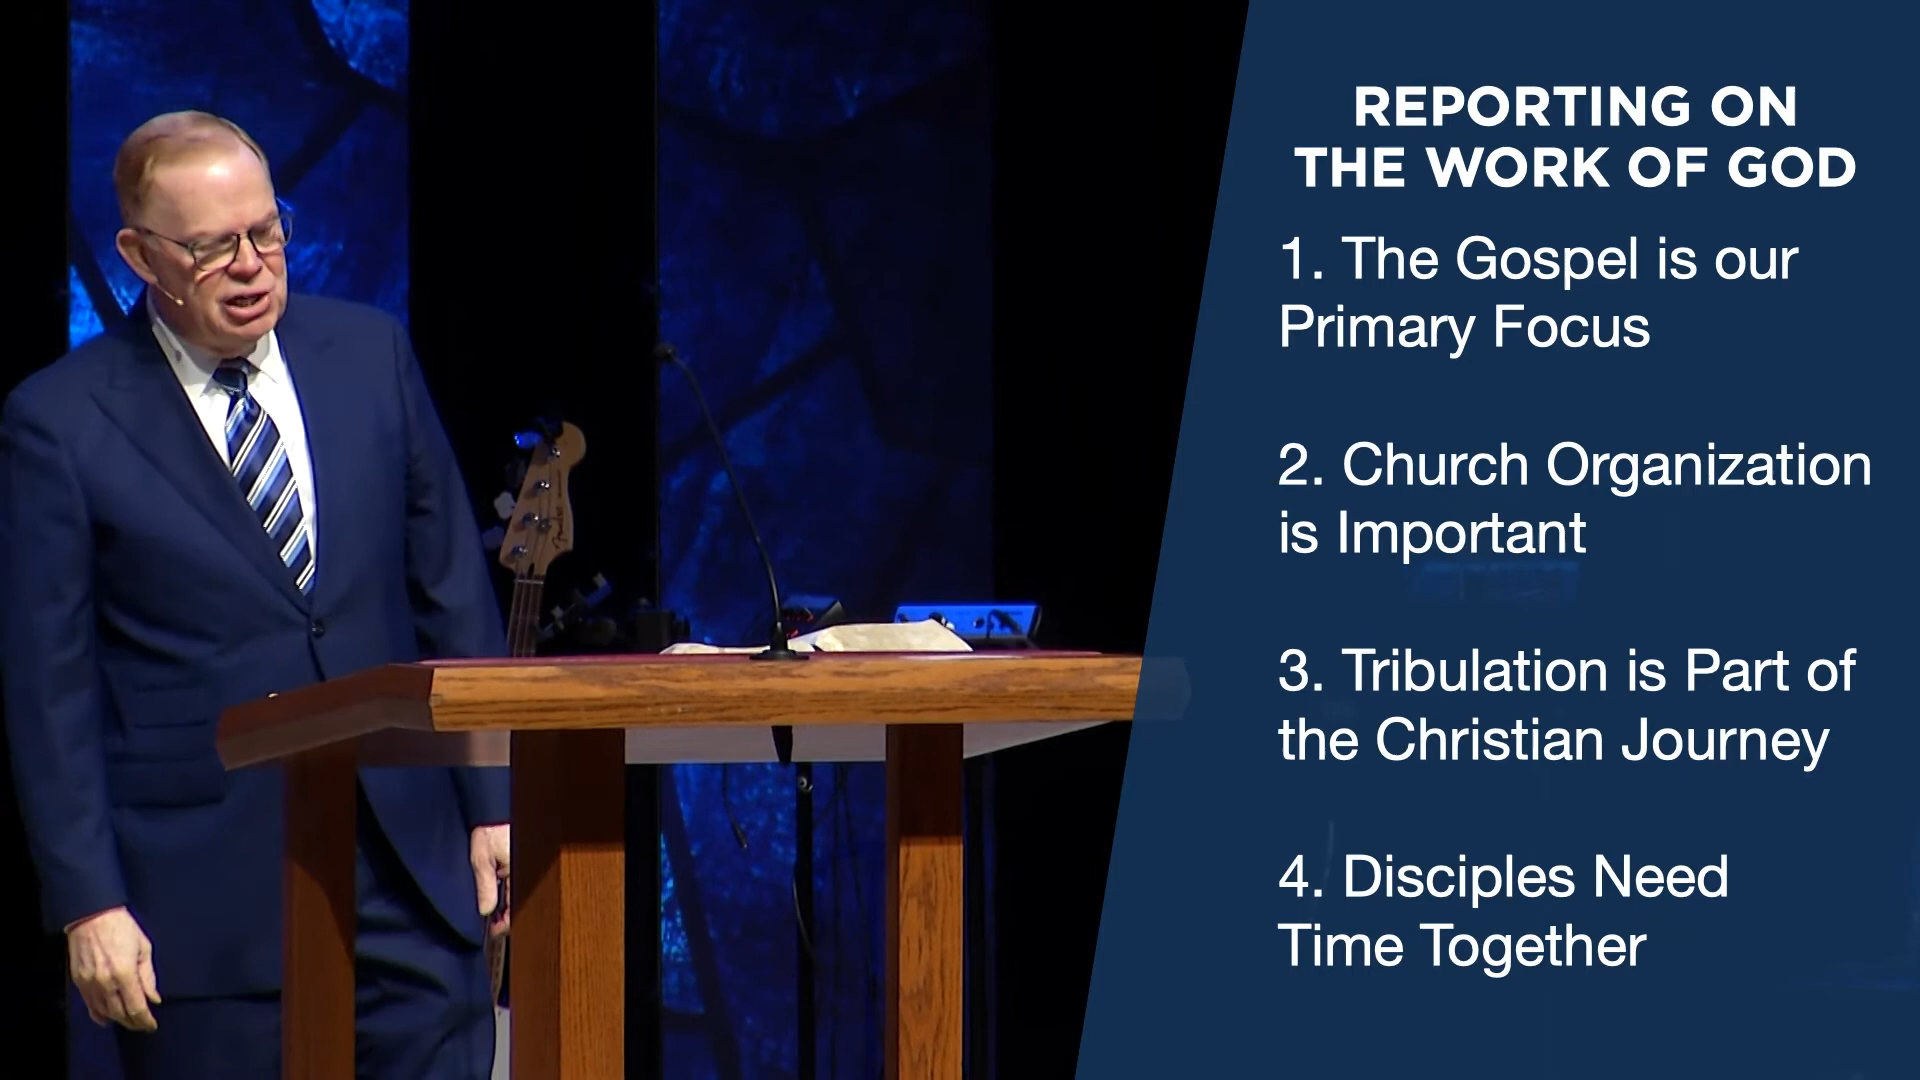 REPORTING ON
THE WORK OF GOD
1. The Gospel is our
Primary Focus
2. Church Organization
is Important
3. Tribulation is Part of
the Christian Journey
4. Disciples Need
Time Together
Fender